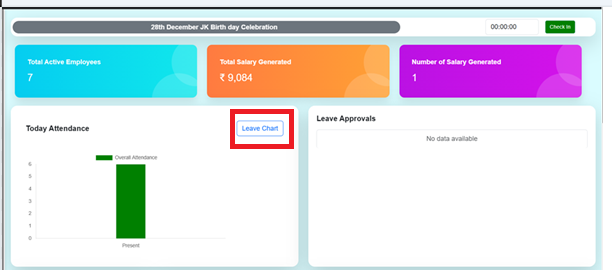 28th December JK Birth day Celebration
00:00:00
Check In
Total Active Employees
7
Total Salary Generated
₹ 9,084
Number of Salary Generated
1
Today Attendance
Leave Chart
Overall Attendance
6
5
4
3
2
1
0
Present
Leave Approvals
No data available